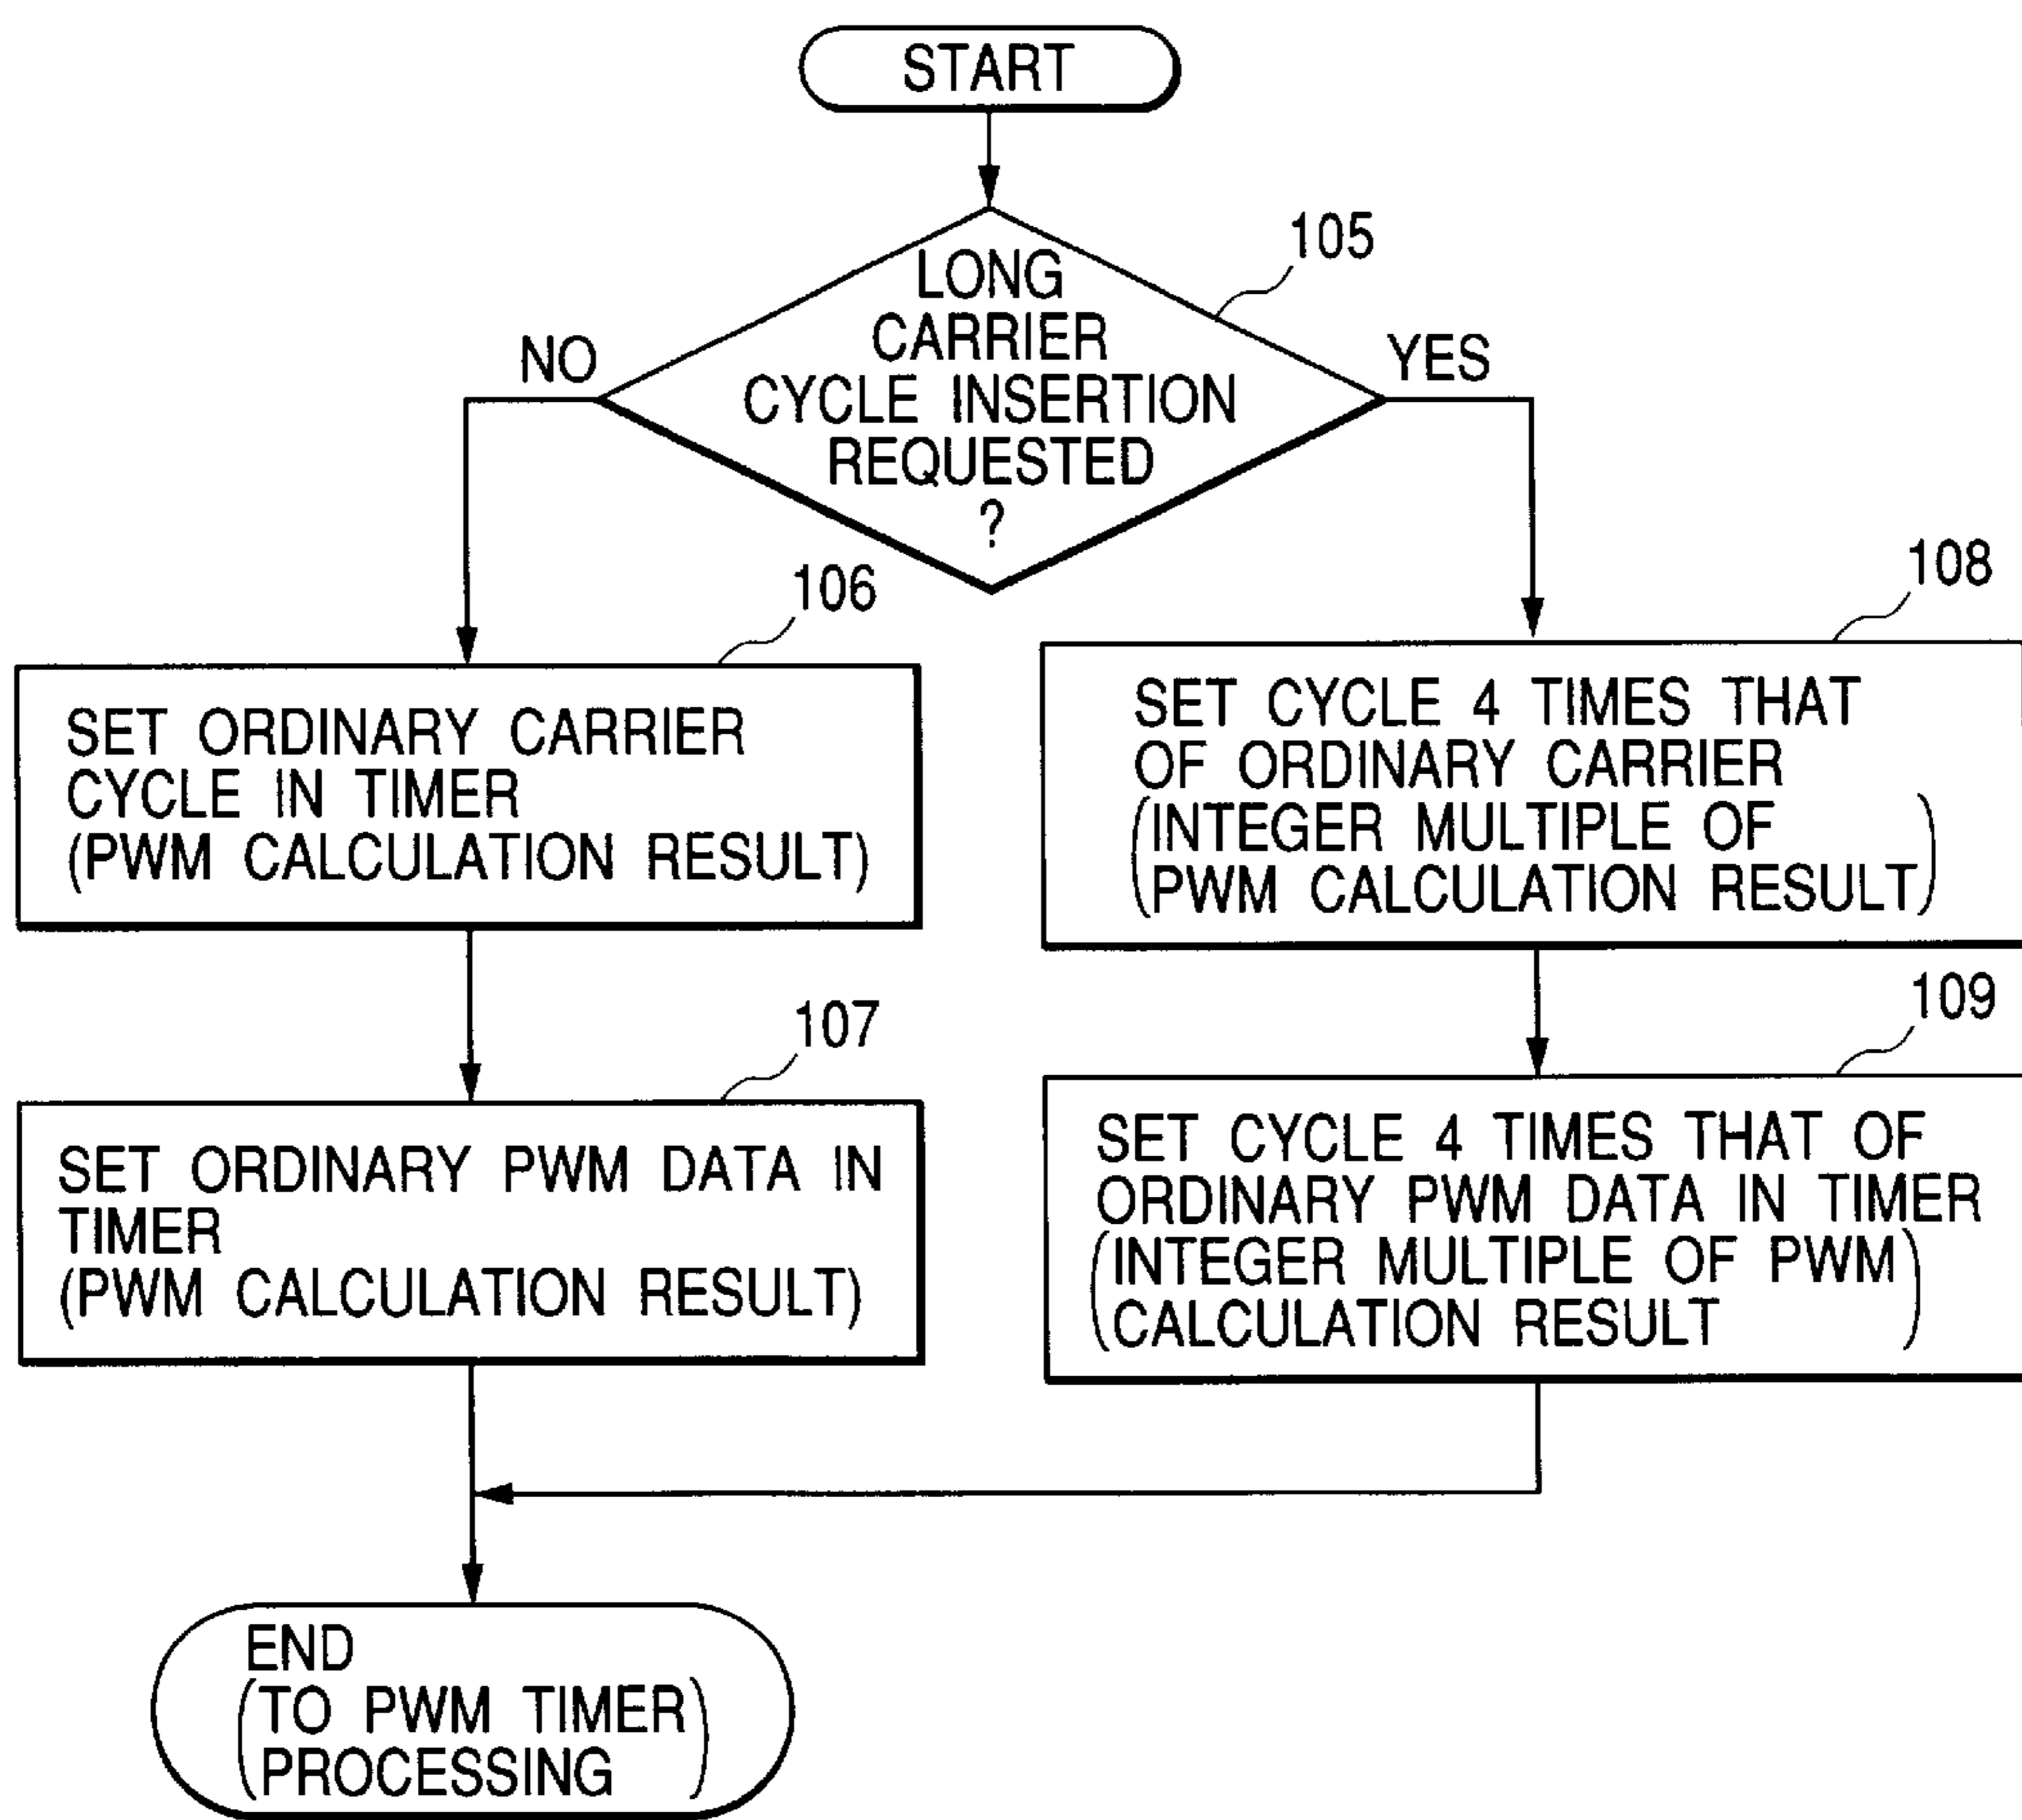 START
105
LONG
CARRIER
CYCLE INSERTION
REQUESTED
?
NO
YES
106
SET ORDINARY CARRIER
CYCLE IN TIMER
(PWM CALCULATION RESULT)
107
SET ORDINARY PWM DATA IN
TIMER
(PWM CALCULATION RESULT)
108
SET CYCLE 4 TIMES THAT
OF ORDINARY CARRIER
(INTEGER MULTIPLE OF
PWM CALCULATION RESULT)
109
SET CYCLE 4 TIMES THAT OF
ORDINARY PWM DATA IN TIMER
(INTEGER MULTIPLE OF PWM
CALCULATION RESULT)
END
(TO PWM TIMER
PROCESSING)